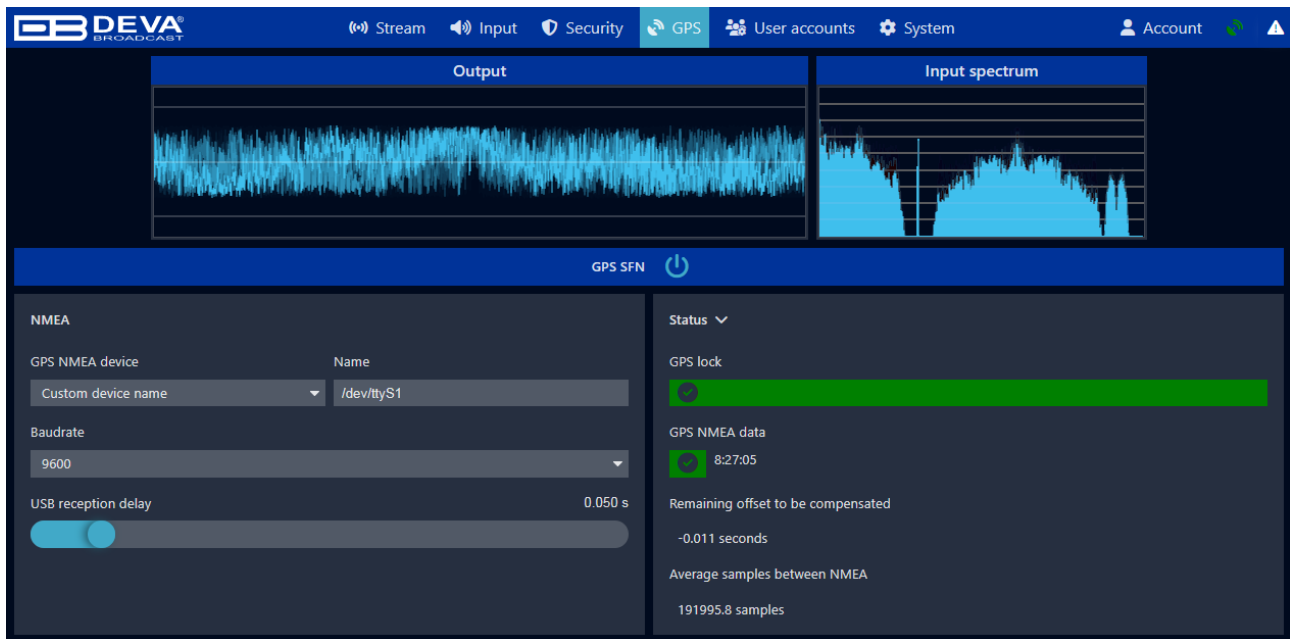 DEVA®
BROADCAST
Stream
Input
Security
GPS
User accounts
System
Account
Output
Input spectrum
GPS SFN
NMEA
GPS NMEA device
Name
Custom device name
/dev/ttyS1
Baudrate
9600
USB reception delay
0.050 s
Status
GPS lock
GPS NMEA data
8:27:05
Remaining offset to be compensated
-0.011 seconds
Average samples between NMEA
191995.8 samples